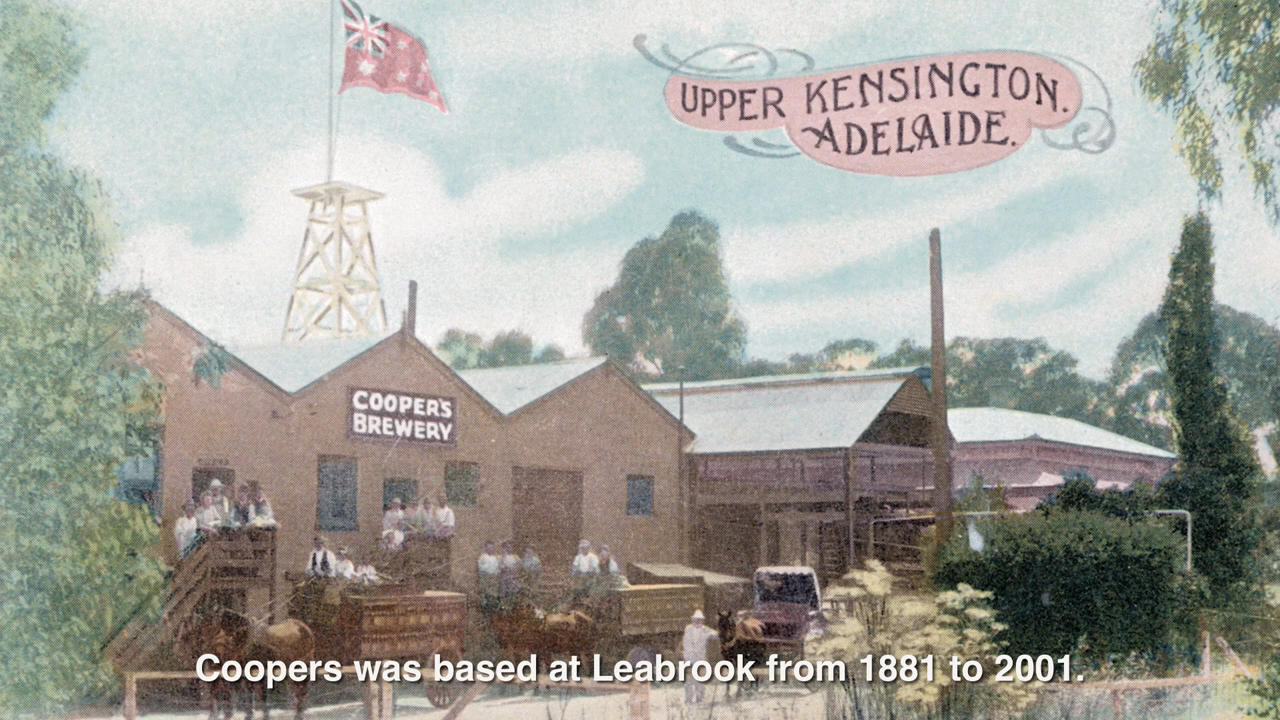 UPPER KENSINGTON.
ADELAIDE.
COOPER'S
BREWERY
Coopers was based at Leabrook from 1881 to 2001.